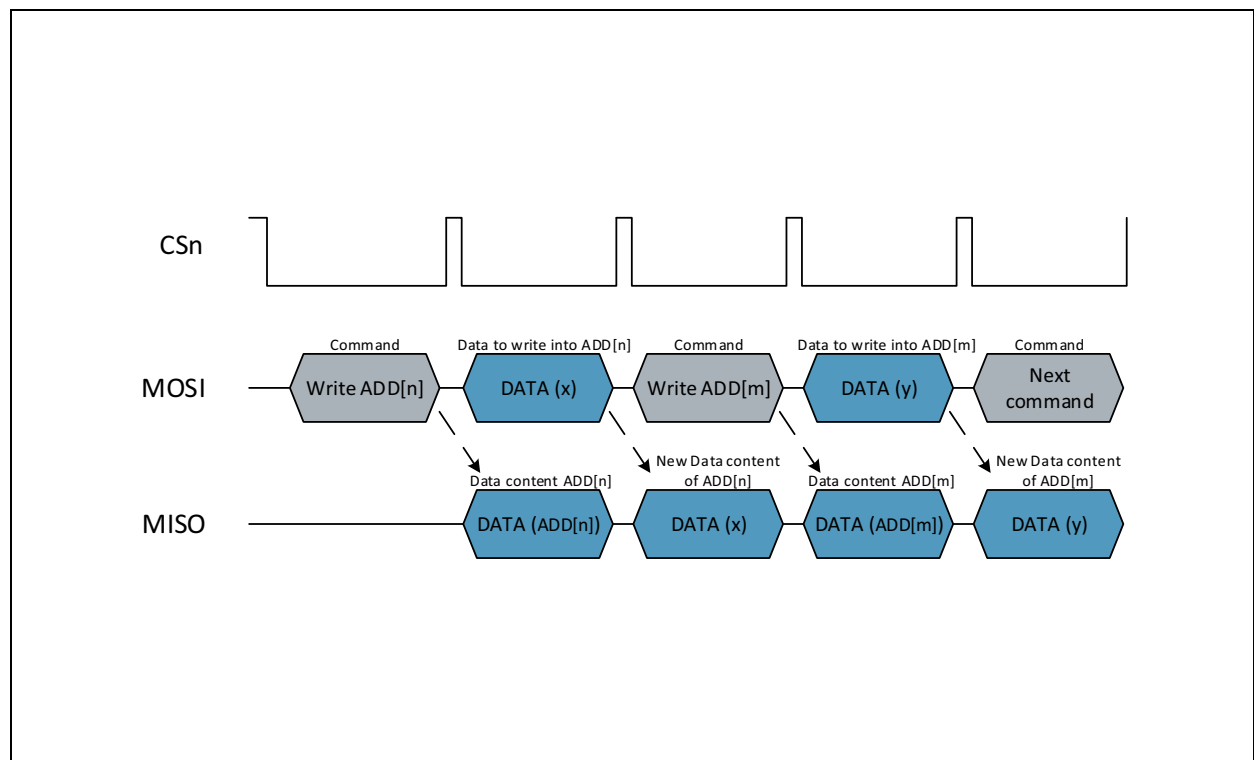 CSn
Command
Data to write into ADD[n]
Command
Data to write into ADD[m]
Command
MOSI
Write ADD[n]
DATA (x)
Write ADD[m]
DATA (y)
Next
command
New Data content
New Data content
Data content ADD[n]
of ADD[n]
Data content ADD[m]
of ADD[m]
MISO
DATA (ADD[n])
DATA (x)
DATA (ADD[m])
DATA (y)